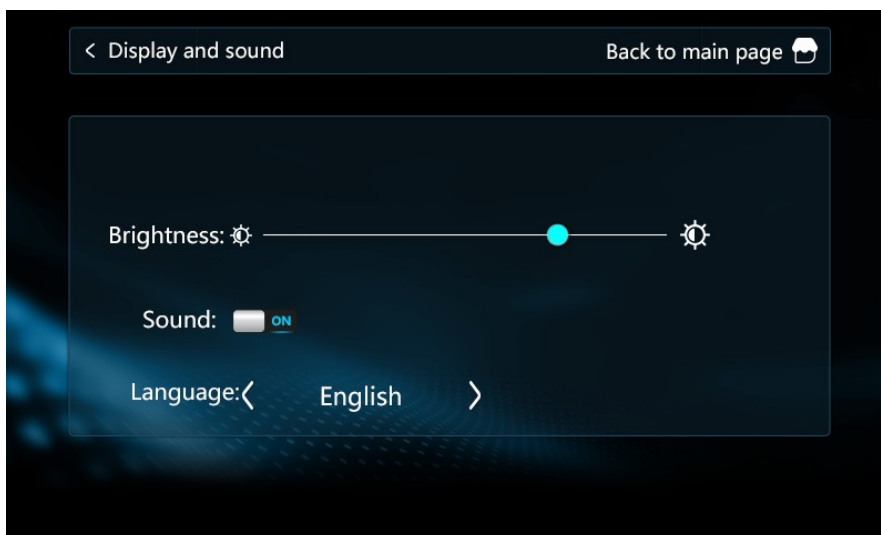 < Display and sound
Back to main page
Brightness:
Sound: ON
Language: < English >